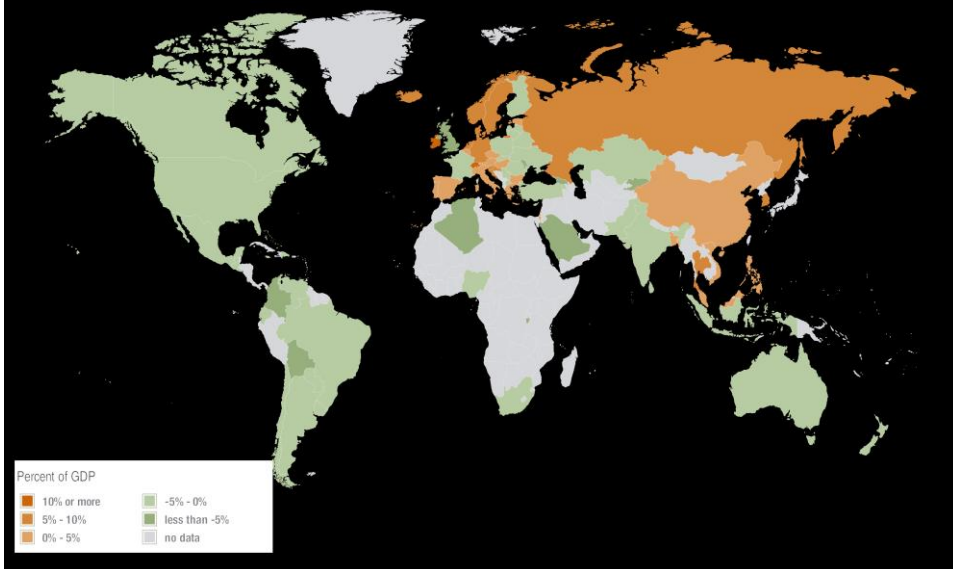 Percent of GDP
10% or more
5% - 10%
0% - 5%
-5% - 0%
less than -5%
no data